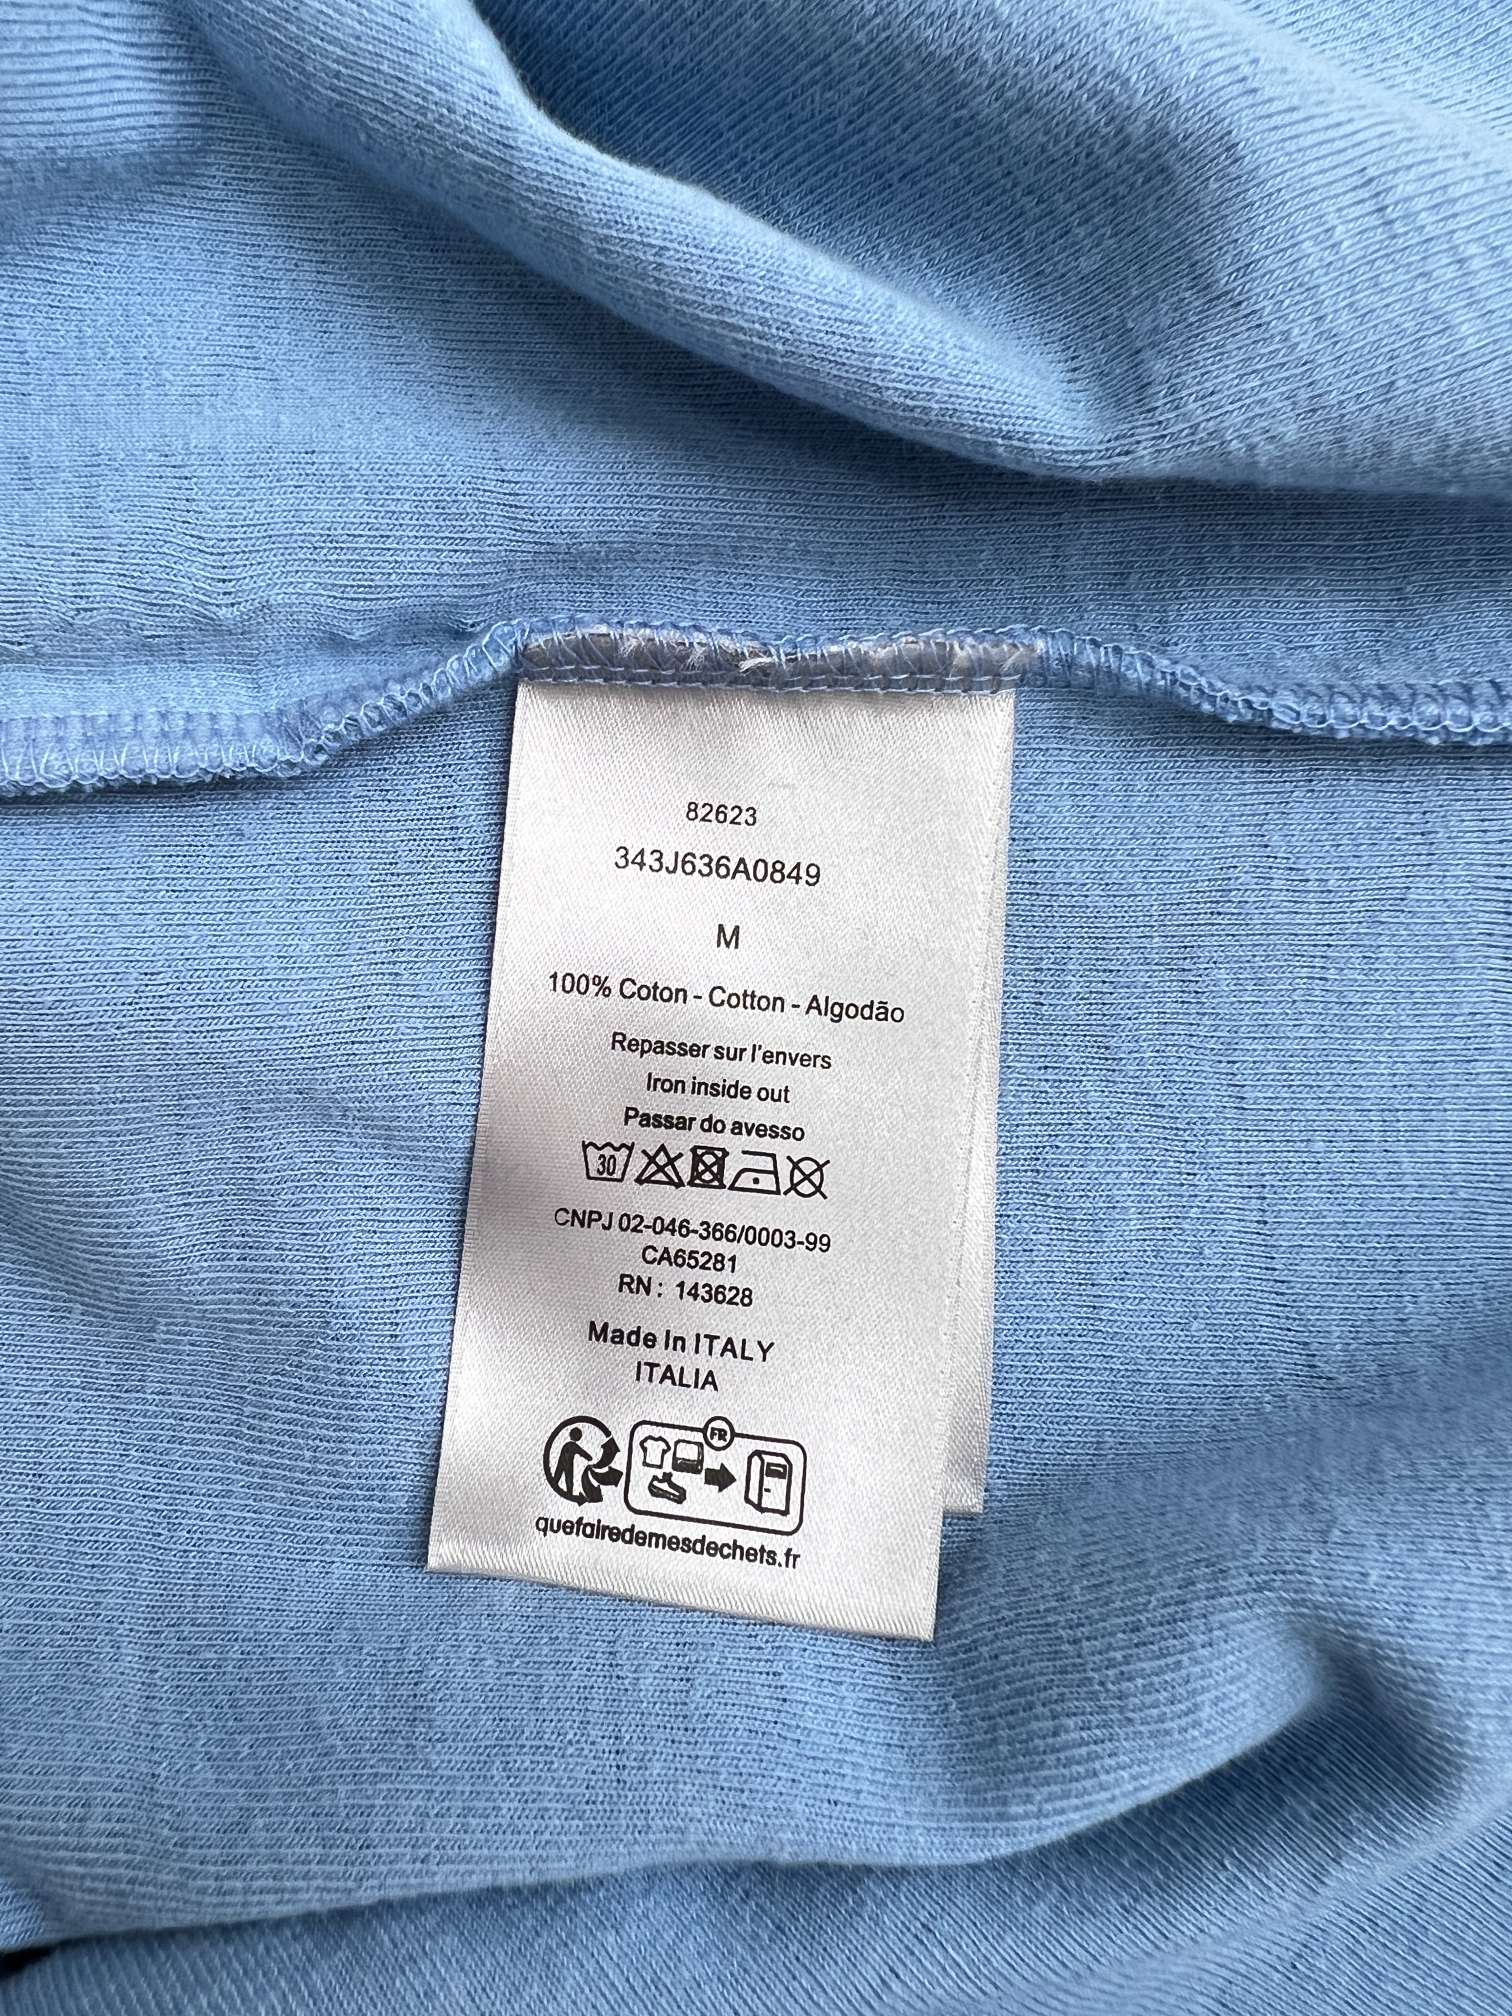 82623
343J636A0849
M
100% Coton - Cotton - Algodão
Repasser sur l'envers
Iron inside out
Passar do avesso
30
CNPJ 02-046-366/0003-99
CA65281
RN : 143628
Made In ITALY
ITALIA
FR
quefairedemesdechets.fr